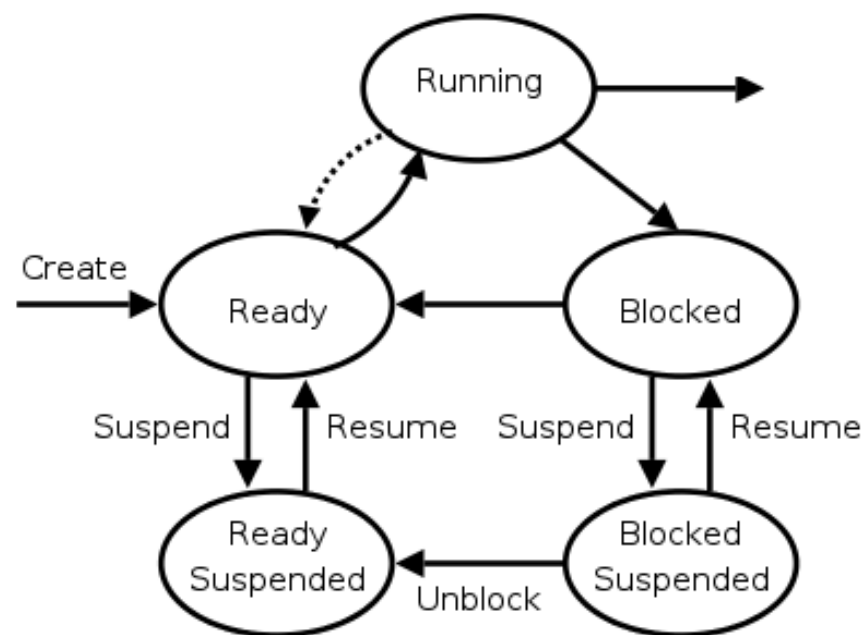 Running
Create
Ready
Blocked
Suspend
Resume
Suspend
Resume
Ready
Suspended
Blocked
Suspended
Unblock